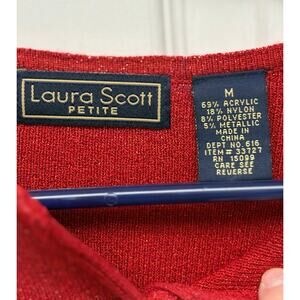 Laura Scott
PETITE
M
69% ACRYLIC
18% NYLON
8% POLYESTER
5% METALLIC
MADE IN
CHINA
DEPT NO. 616
ITEM# 33727
RN 15099
CARE SEE
REVERSE